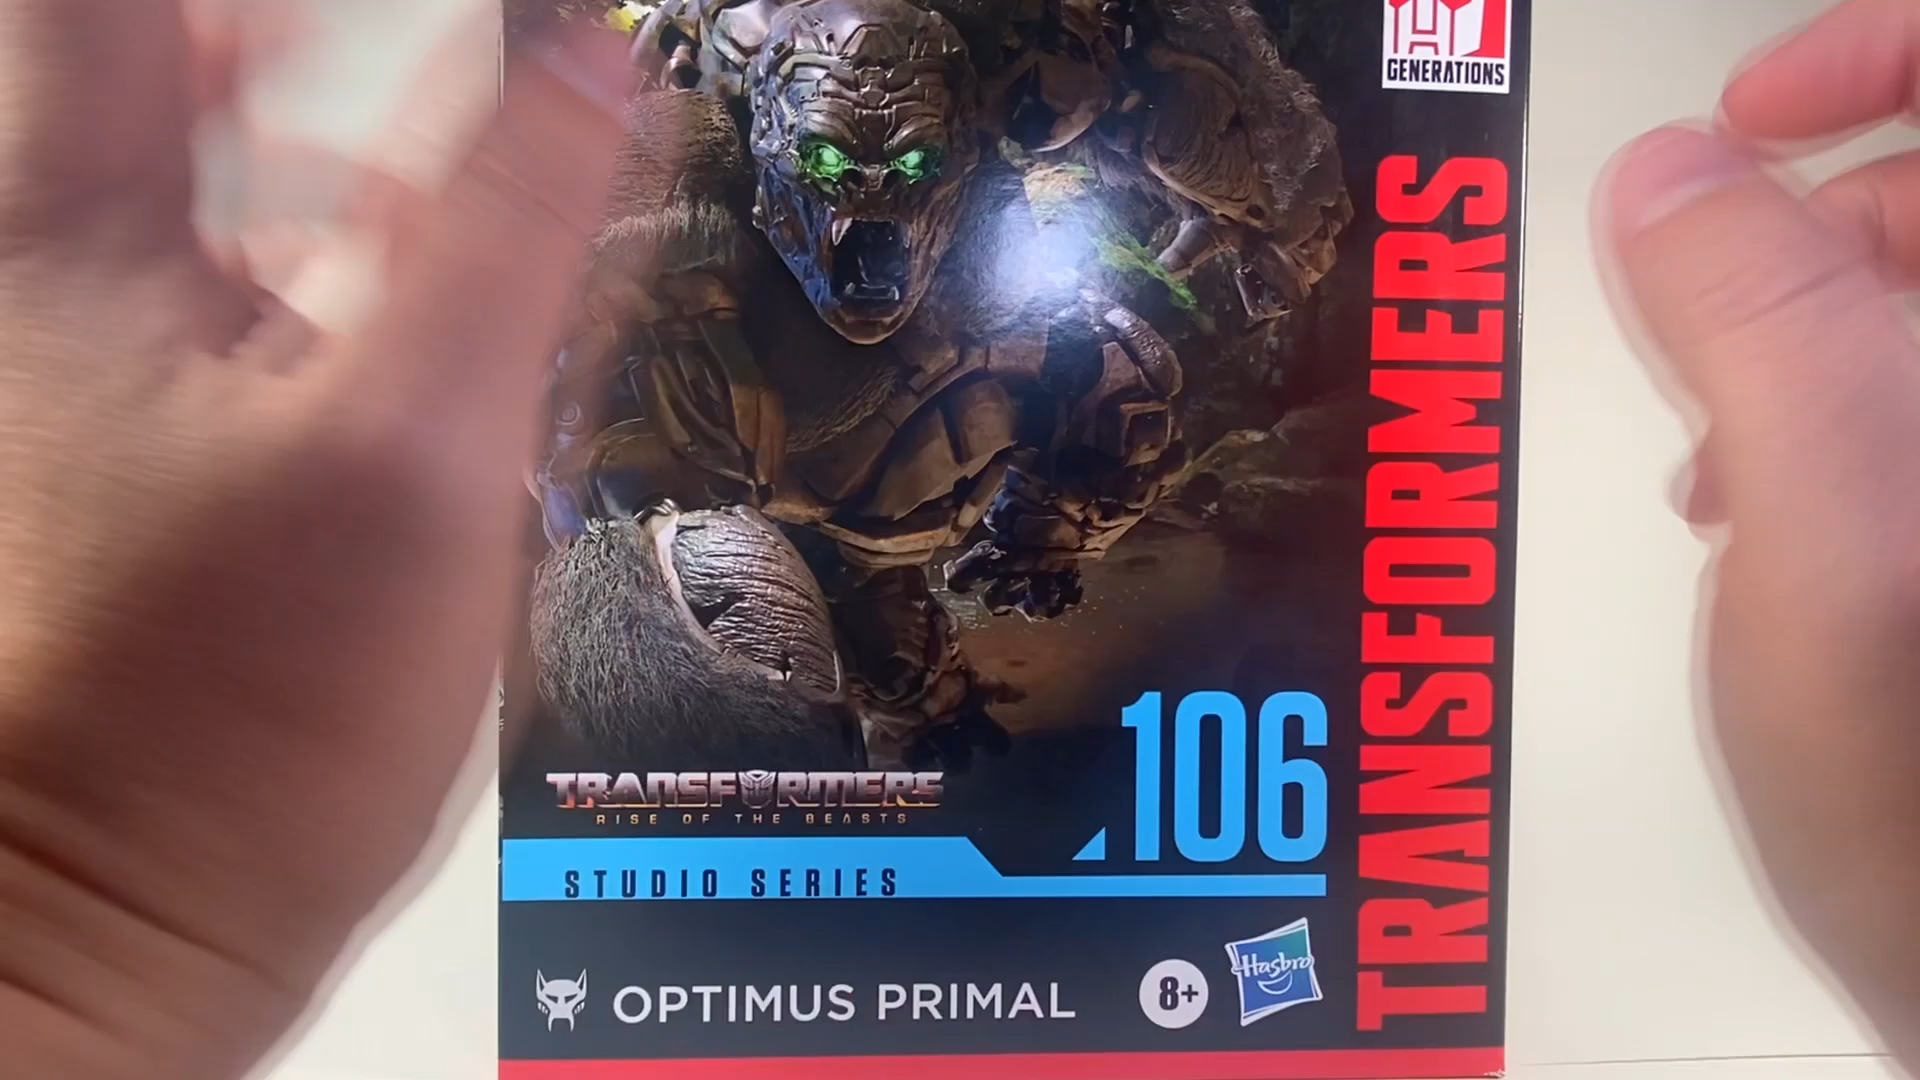 GENERATIONS
TRANSFORMERS
106
TRANSFORMERS
RISE OF THE BEASTS
STUDIO SERIES
OPTIMUS PRIMAL
8+
Hasbro